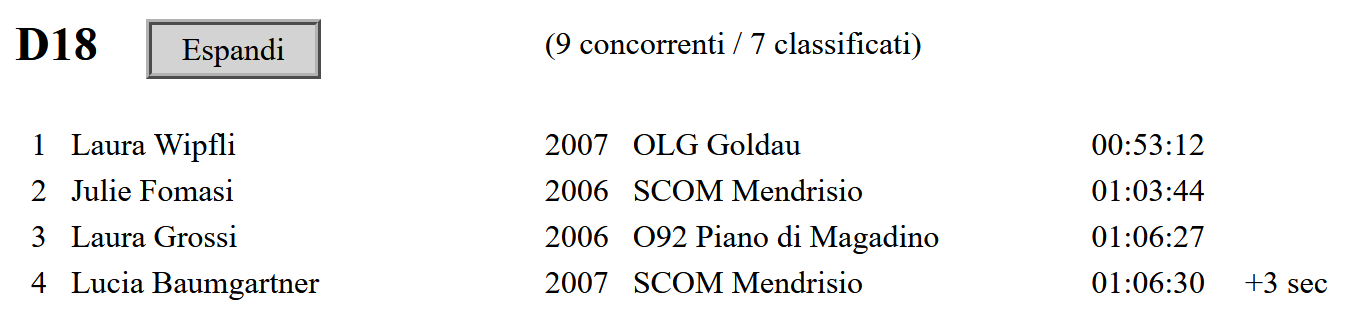 D18 Espandi (9 concorrenti / 7 classificati)
1 Laura Wipfli 2007 OLG Goldau 00:53:12
2 Julie Fomasi 2006 SCOM Mendrisio 01:03:44
3 Laura Grossi 2006 O92 Piano di Magadino 01:06:27
4 Lucia Baumgartner 2007 SCOM Mendrisio 01:06:30 +3 sec